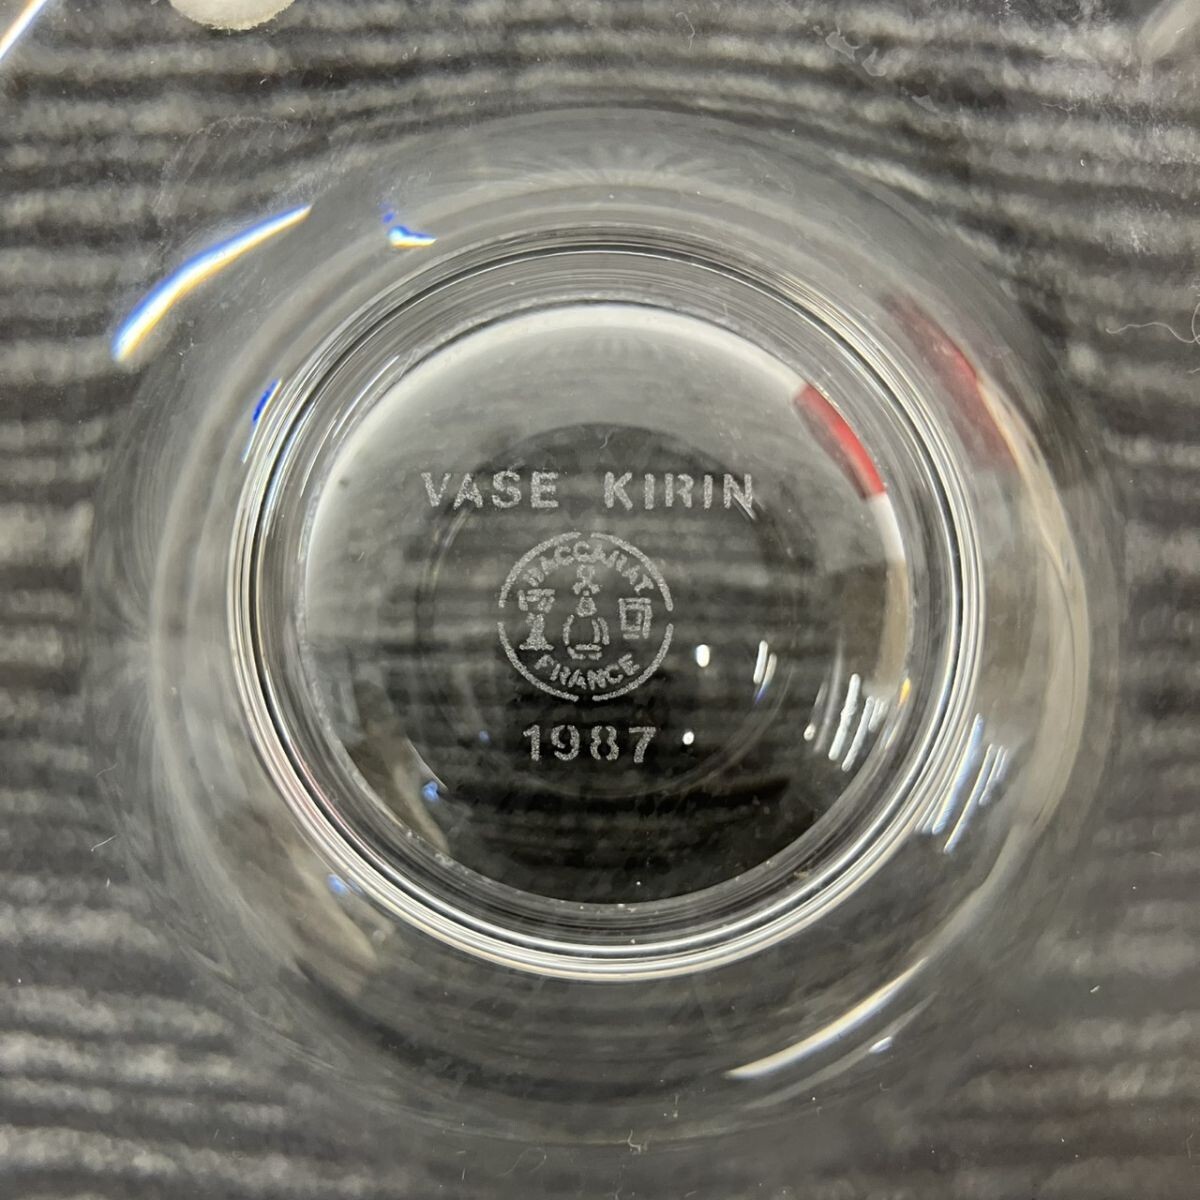 VASE KIRIN
BACCARAT
FRANCE
1987